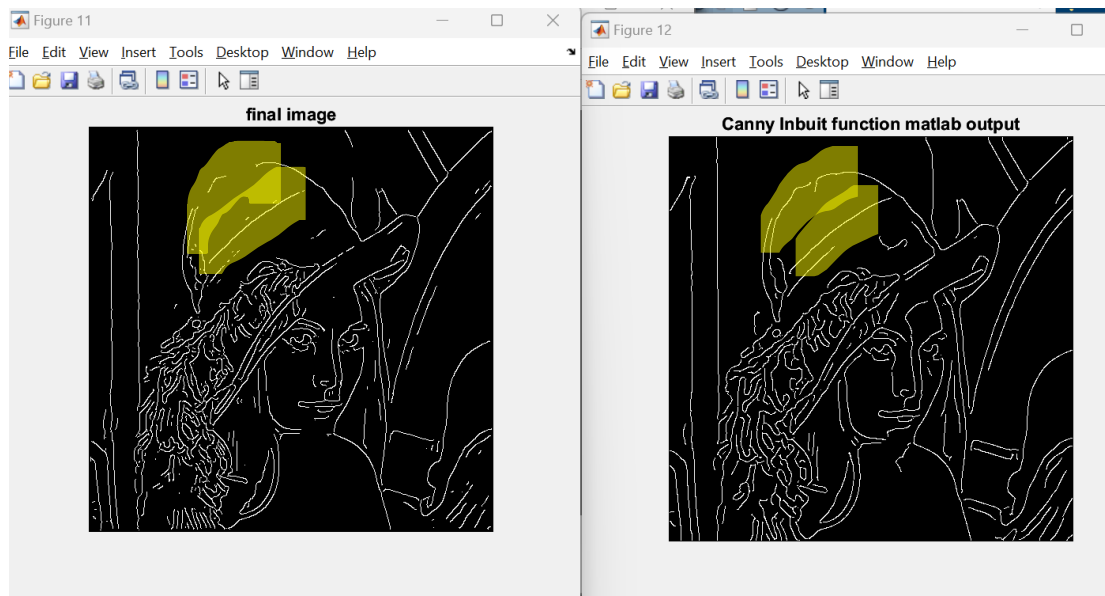 Figure 11
File Edit View Insert Tools Desktop Window Help
final image
Figure 12
File Edit View Insert Tools Desktop Window Help
Canny Inbuit function matlab output